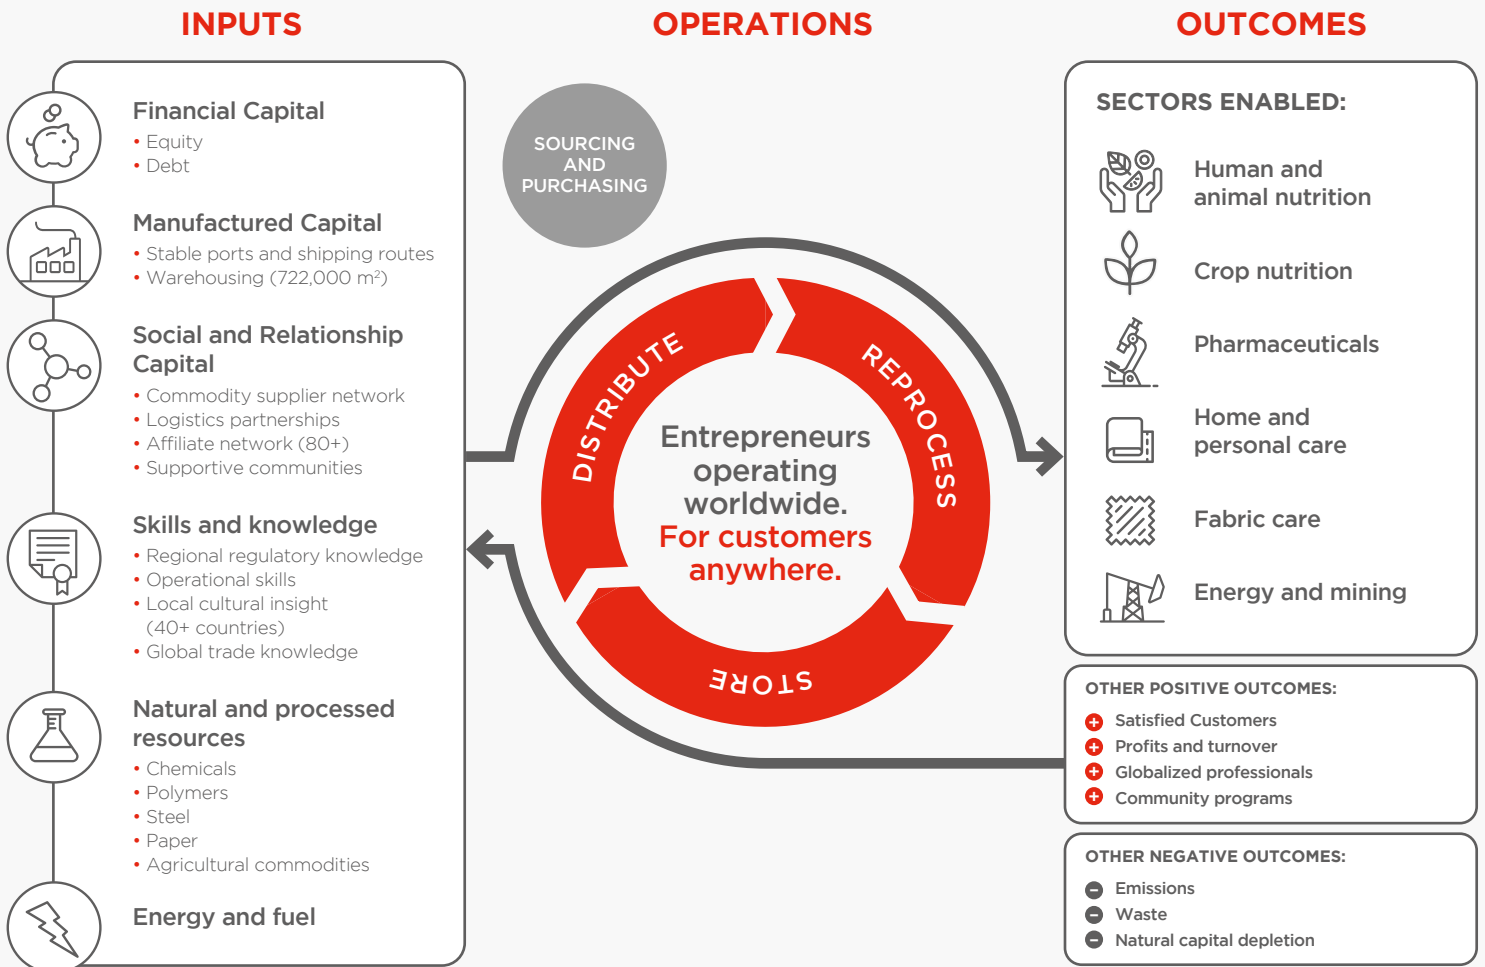 INPUTS
Financial Capital
• Equity
• Debt
Manufactured Capital
• Stable ports and shipping routes
• Warehousing (722,000 m²)
Social and Relationship
Capital
• Commodity supplier network
• Logistics partnerships
• Affiliate network (80+)
• Supportive communities
Skills and knowledge
• Regional regulatory knowledge
• Operational skills
• Local cultural insight
(40+ countries)
• Global trade knowledge
Natural and processed
resources
• Chemicals
• Polymers
• Steel
• Paper
• Agricultural commodities
Energy and fuel
OPERATIONS
SOURCING
AND
PURCHASING
DISTRIBUTE
REPROCESS
STORE
Entrepreneurs
operating
worldwide.
For customers
anywhere.
OUTCOMES
SECTORS ENABLED:
Human and
animal nutrition
Crop nutrition
Pharmaceuticals
Home and
personal care
Fabric care
Energy and mining
OTHER POSITIVE OUTCOMES:
+ Satisfied Customers
+ Profits and turnover
+ Globalized professionals
+ Community programs
OTHER NEGATIVE OUTCOMES:
− Emissions
− Waste
− Natural capital depletion